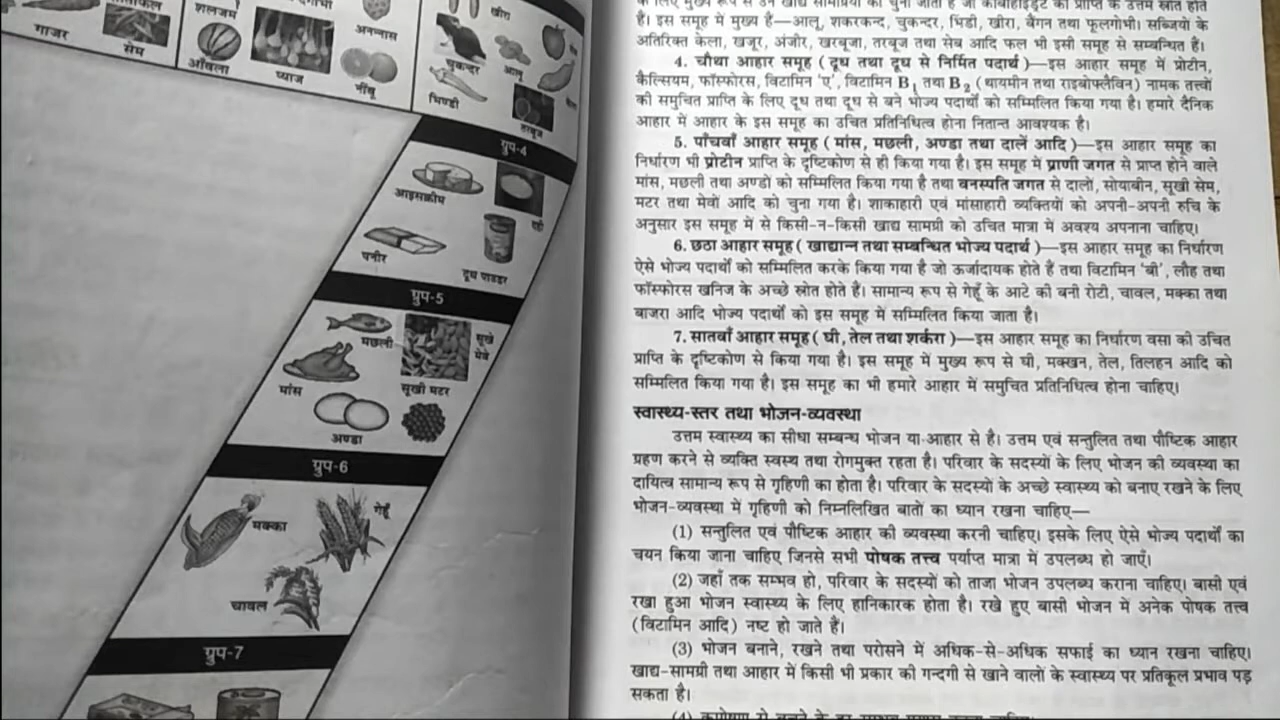 गाजर
सेम
शलजम
आँवला
प्याज
अनन्नास
नींबू
खीरा
चुकन्दर
आलू
भिण्डी
तरबूज
ग्रुप-4
आइसक्रीम
दही
पनीर
दूध पाउडर
ग्रुप-5
मछली
सूखे
मेवे
मांस
सूखी मटर
अण्डा
ग्रुप-6
मक्का
गेहूँ
चावल
ग्रुप-7
के लिए मुख्य रूप से उन खाद्य सामग्रियों को चुना जाता है जो कार्बोहाइड्रेट की प्राप्ति के उत्तम स्रोत होते
हैं। इस समूह में मुख्य हैं—आलू, शकरकन्द, चुकन्दर, भिंडी, खीरा, बैंगन तथा फूलगोभी। सब्जियों के
अतिरिक्त केला, खजूर, अंजीर, खरबूजा, तरबूज तथा सेब आदि फल भी इसी समूह से सम्बन्धित हैं।
4. चौथा आहार समूह ( दूध तथा दूध से निर्मित पदार्थ )—इस आहार समूह में प्रोटीन,
कैल्सियम, फॉस्फोरस, विटामिन 'ए', विटामिन B1 तथा B2 (थायमीन तथा राइबोफ्लैविन) नामक तत्त्वों
की समुचित प्राप्ति के लिए दूध तथा दूध से बने भोज्य पदार्थों को सम्मिलित किया गया है। हमारे दैनिक
आहार में आहार के इस समूह का उचित प्रतिनिधित्व होना नितान्त आवश्यक है।
5. पाँचवाँ आहार समूह ( मांस, मछली, अण्डा तथा दालें आदि )—इस आहार समूह का
निर्धारण भी प्रोटीन प्राप्ति के दृष्टिकोण से ही किया गया है। इस समूह में प्राणी जगत से प्राप्त होने वाले
मांस, मछली तथा अण्डों को सम्मिलित किया गया है तथा वनस्पति जगत से दालों, सोयाबीन, सूखी सेम,
मटर तथा मेवों आदि को चुना गया है। शाकाहारी एवं मांसाहारी व्यक्तियों को अपनी-अपनी रुचि के
अनुसार इस समूह में से किसी-न-किसी खाद्य सामग्री को उचित मात्रा में अवश्य अपनाना चाहिए।
6. छठा आहार समूह ( खाद्यान्न तथा सम्बन्धित भोज्य पदार्थ )—इस आहार समूह का निर्धारण
ऐसे भोज्य पदार्थों को सम्मिलित करके किया गया है जो ऊर्जादायक होते हैं तथा विटामिन 'बी', लौह तथा
फॉस्फोरस खनिज के अच्छे स्रोत होते हैं। सामान्य रूप से गेहूँ के आटे की बनी रोटी, चावल, मक्का तथा
बाजरा आदि भोज्य पदार्थों को इस समूह में सम्मिलित किया जाता है।
7. सातवाँ आहार समूह ( घी, तेल तथा शर्करा )—इस आहार समूह का निर्धारण वसा की उचित
प्राप्ति के दृष्टिकोण से किया गया है। इस समूह में मुख्य रूप से घी, मक्खन, तेल, तिलहन आदि को
सम्मिलित किया गया है। इस समूह का भी हमारे आहार में समुचित प्रतिनिधित्व होना चाहिए।
स्वास्थ्य-स्तर तथा भोजन-व्यवस्था
उत्तम स्वास्थ्य का सीधा सम्बन्ध भोजन या आहार से है। उत्तम एवं सन्तुलित तथा पौष्टिक आहार
ग्रहण करने से व्यक्ति स्वस्थ तथा रोगमुक्त रहता है। परिवार के सदस्यों के लिए भोजन की व्यवस्था का
दायित्व सामान्य रूप से गृहिणी का होता है। परिवार के सदस्यों के अच्छे स्वास्थ्य को बनाए रखने के लिए
भोजन-व्यवस्था में गृहिणी को निम्नलिखित बातों का ध्यान रखना चाहिए—
(1) सन्तुलित एवं पौष्टिक आहार की व्यवस्था करनी चाहिए। इसके लिए ऐसे भोज्य पदार्थों का
चयन किया जाना चाहिए जिनसे सभी पोषक तत्त्व पर्याप्त मात्रा में उपलब्ध हो जाएँ।
(2) जहाँ तक सम्भव हो, परिवार के सदस्यों को ताजा भोजन उपलब्ध कराना चाहिए। बासी एवं
रखा हुआ भोजन स्वास्थ्य के लिए हानिकारक होता है। रखे हुए बासी भोजन में अनेक पोषक तत्त्व
(विटामिन आदि) नष्ट हो जाते हैं।
(3) भोजन बनाने, रखने तथा परोसने में अधिक-से-अधिक सफाई का ध्यान रखना चाहिए।
खाद्य-सामग्री तथा आहार में किसी भी प्रकार की गन्दगी से खाने वालों के स्वास्थ्य पर प्रतिकूल प्रभाव पड़
सकता है।